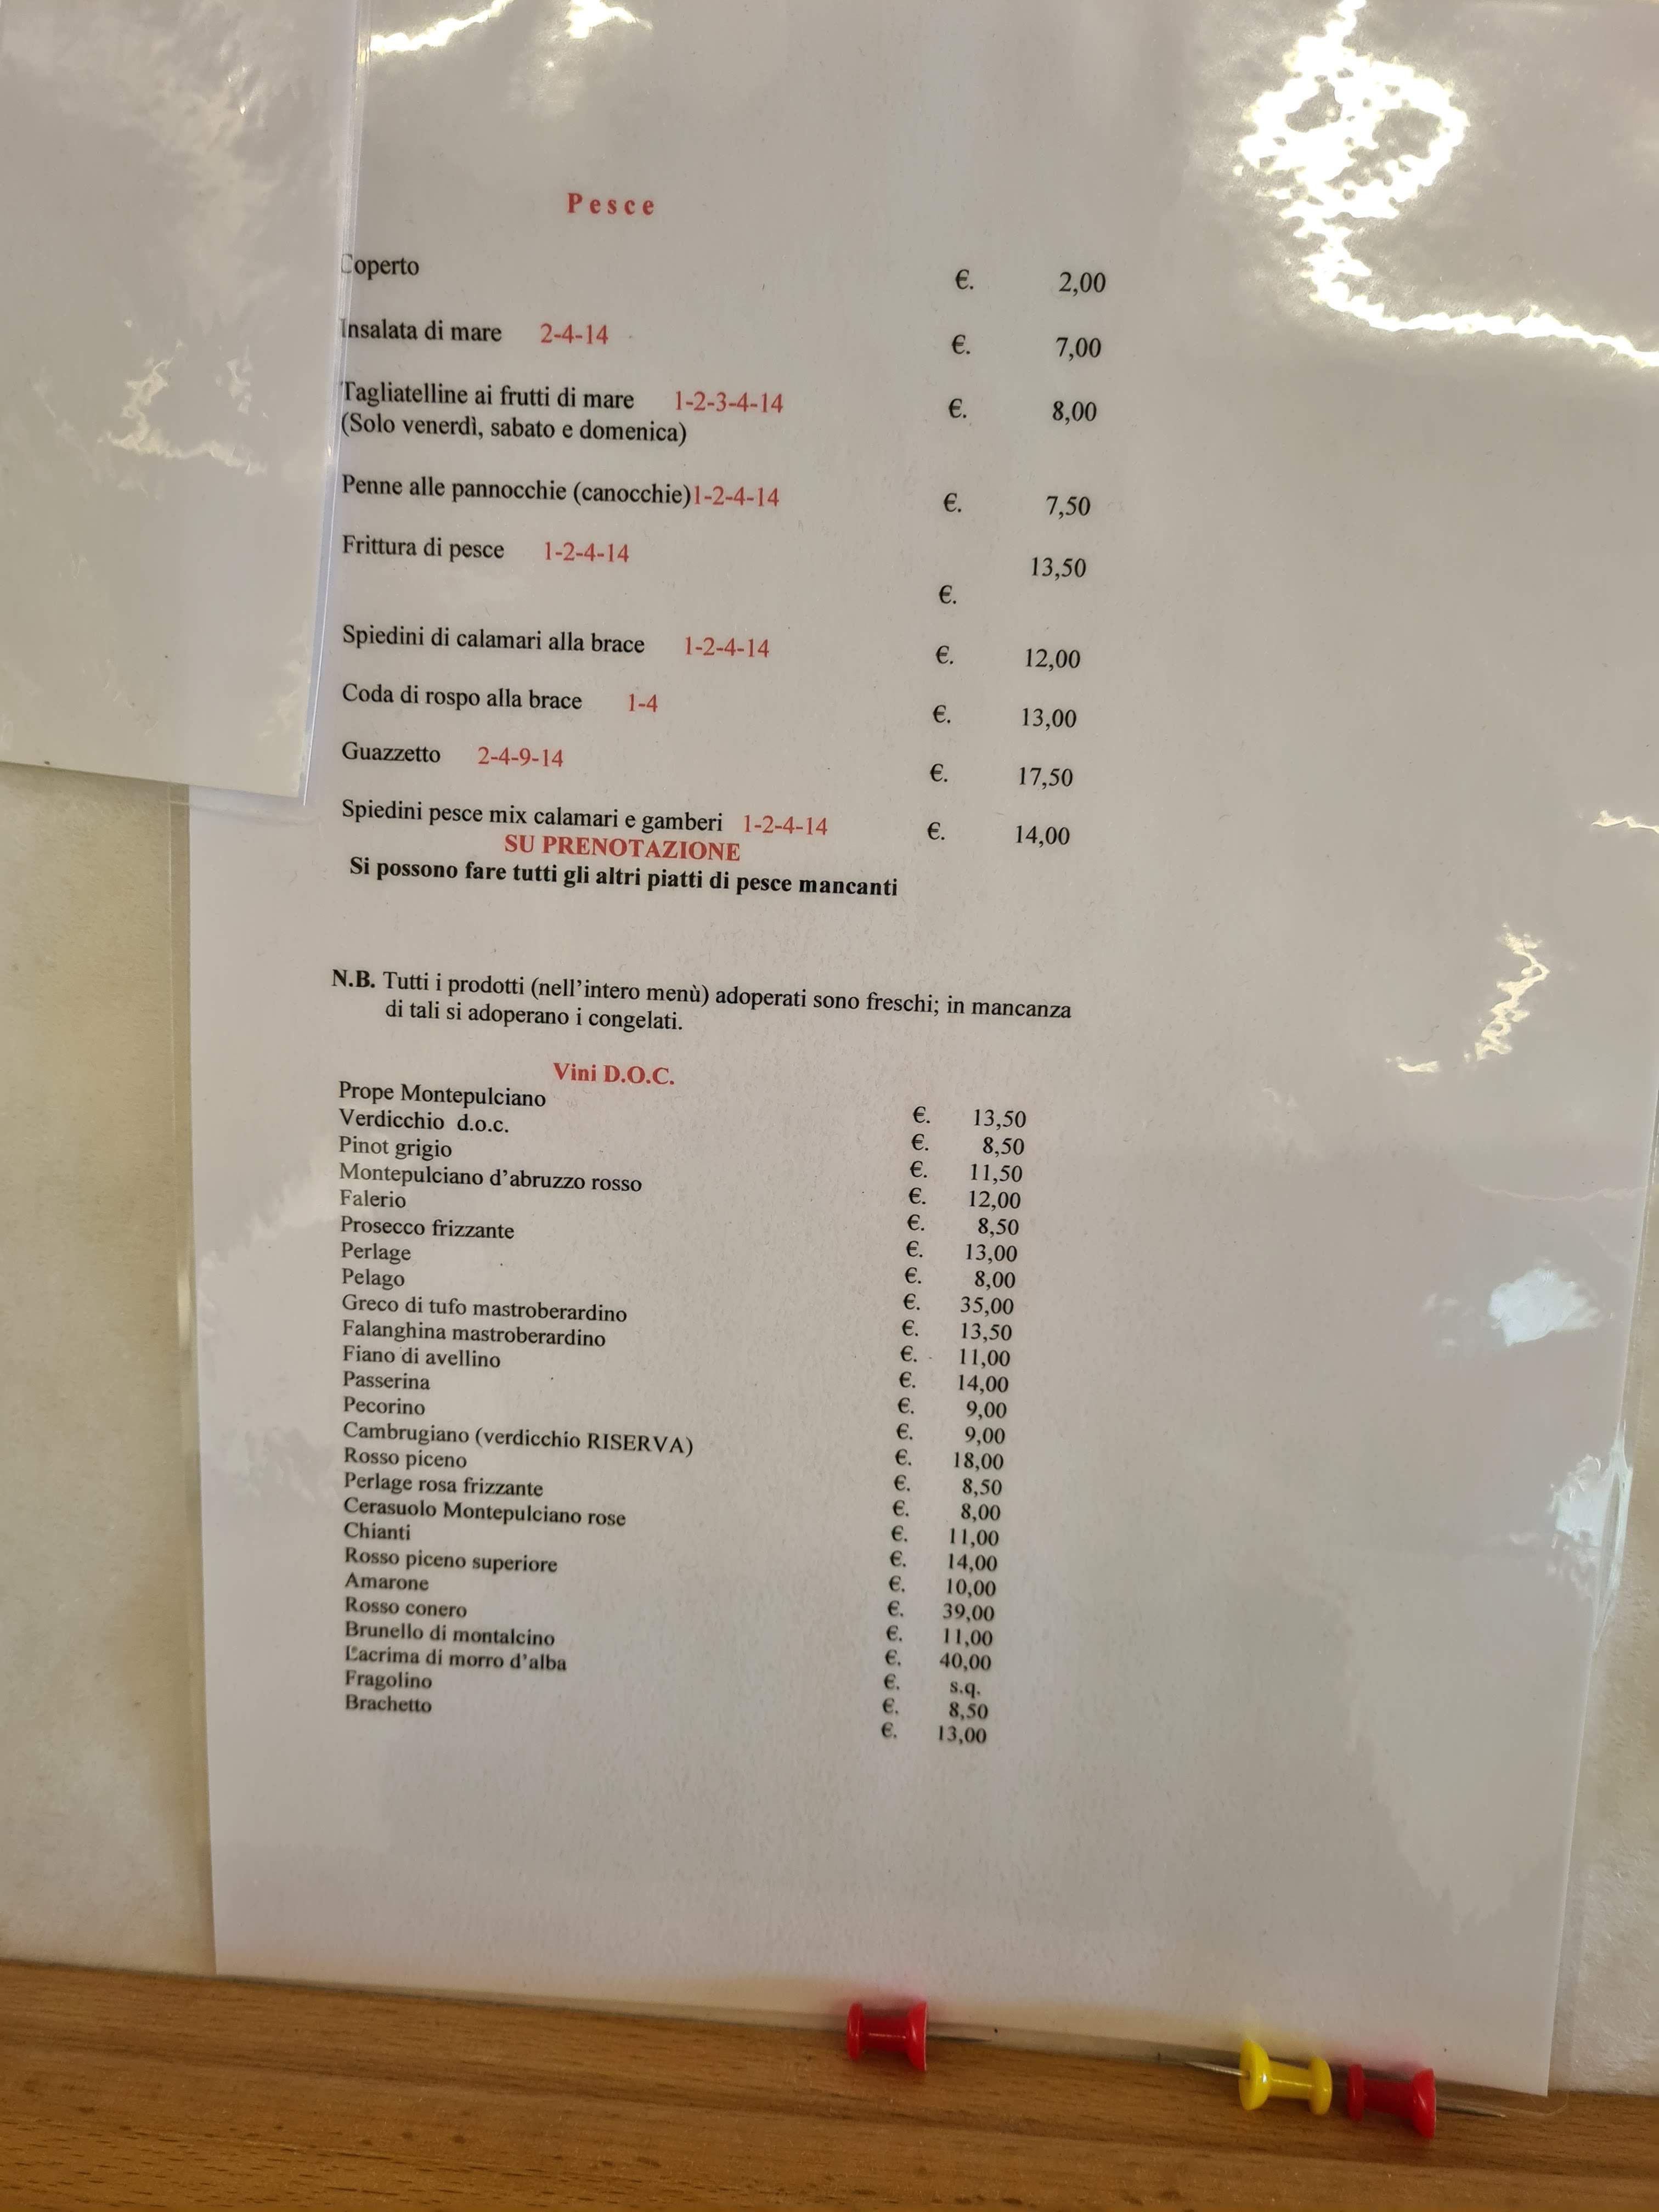 Pesce
Coperto €. 2,00
Insalata di mare 2-4-14 €. 7,00
Tagliatelline ai frutti di mare 1-2-3-4-14 €. 8,00
(Solo venerdì, sabato e domenica)
Penne alle pannocchie (canocchie)1-2-4-14 €. 7,50
Frittura di pesce 1-2-4-14 13,50
€.
Spiedini di calamari alla brace 1-2-4-14 €. 12,00
Coda di rospo alla brace 1-4 €. 13,00
Guazzetto 2-4-9-14 €. 17,50
Spiedini pesce mix calamari e gamberi 1-2-4-14 €. 14,00
SU PRENOTAZIONE
Si possono fare tutti gli altri piatti di pesce mancanti
N.B. Tutti i prodotti (nell'intero menù) adoperati sono freschi; in mancanza
di tali si adoperano i congelati.
Vini D.O.C.
Prope Montepulciano €. 13,50
Verdicchio d.o.c. €. 8,50
Pinot grigio €. 11,50
Montepulciano d'abruzzo rosso €. 12,00
Falerio €. 8,50
Prosecco frizzante €. 13,00
Perlage €. 8,00
Pelago €. 35,00
Greco di tufo mastroberardino €. 13,50
Falanghina mastroberardino €. 11,00
Fiano di avellino €. 14,00
Passerina €. 9,00
Pecorino €. 9,00
Cambrugiano (verdicchio RISERVA) €. 18,00
Rosso piceno €. 8,50
Perlage rosa frizzante €. 8,00
Cerasuolo Montepulciano rose €. 11,00
Chianti €. 14,00
Rosso piceno superiore €. 10,00
Amarone €. 39,00
Rosso conero €. 11,00
Brunello di montalcino €. 40,00
Lacrima di morro d'alba €. s.q.
Fragolino €. 8,50
Brachetto €. 13,00